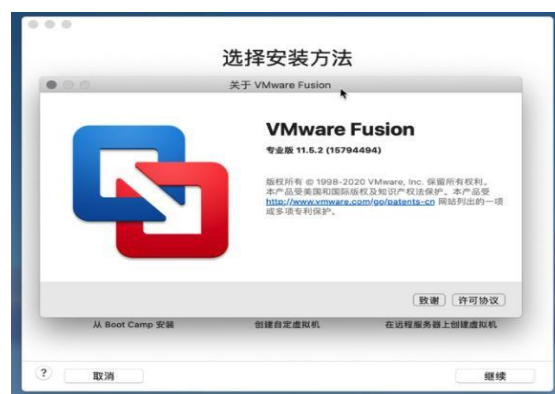 选择安装方法
关于 VMware Fusion
VMware Fusion
专业版 11.5.2 (15794494)
版权所有 © 1998-2020 VMware, Inc. 保留所有权利。
本产品受美国和国际版权及知识产权法保护。本产品受
http://www.vmware.com/go/patents-cn 网站列出的一项
或多项专利保护。
致谢 许可协议
从 Boot Camp 安装 创建自定虚拟机 在远程服务器上创建虚拟机
? 取消 继续